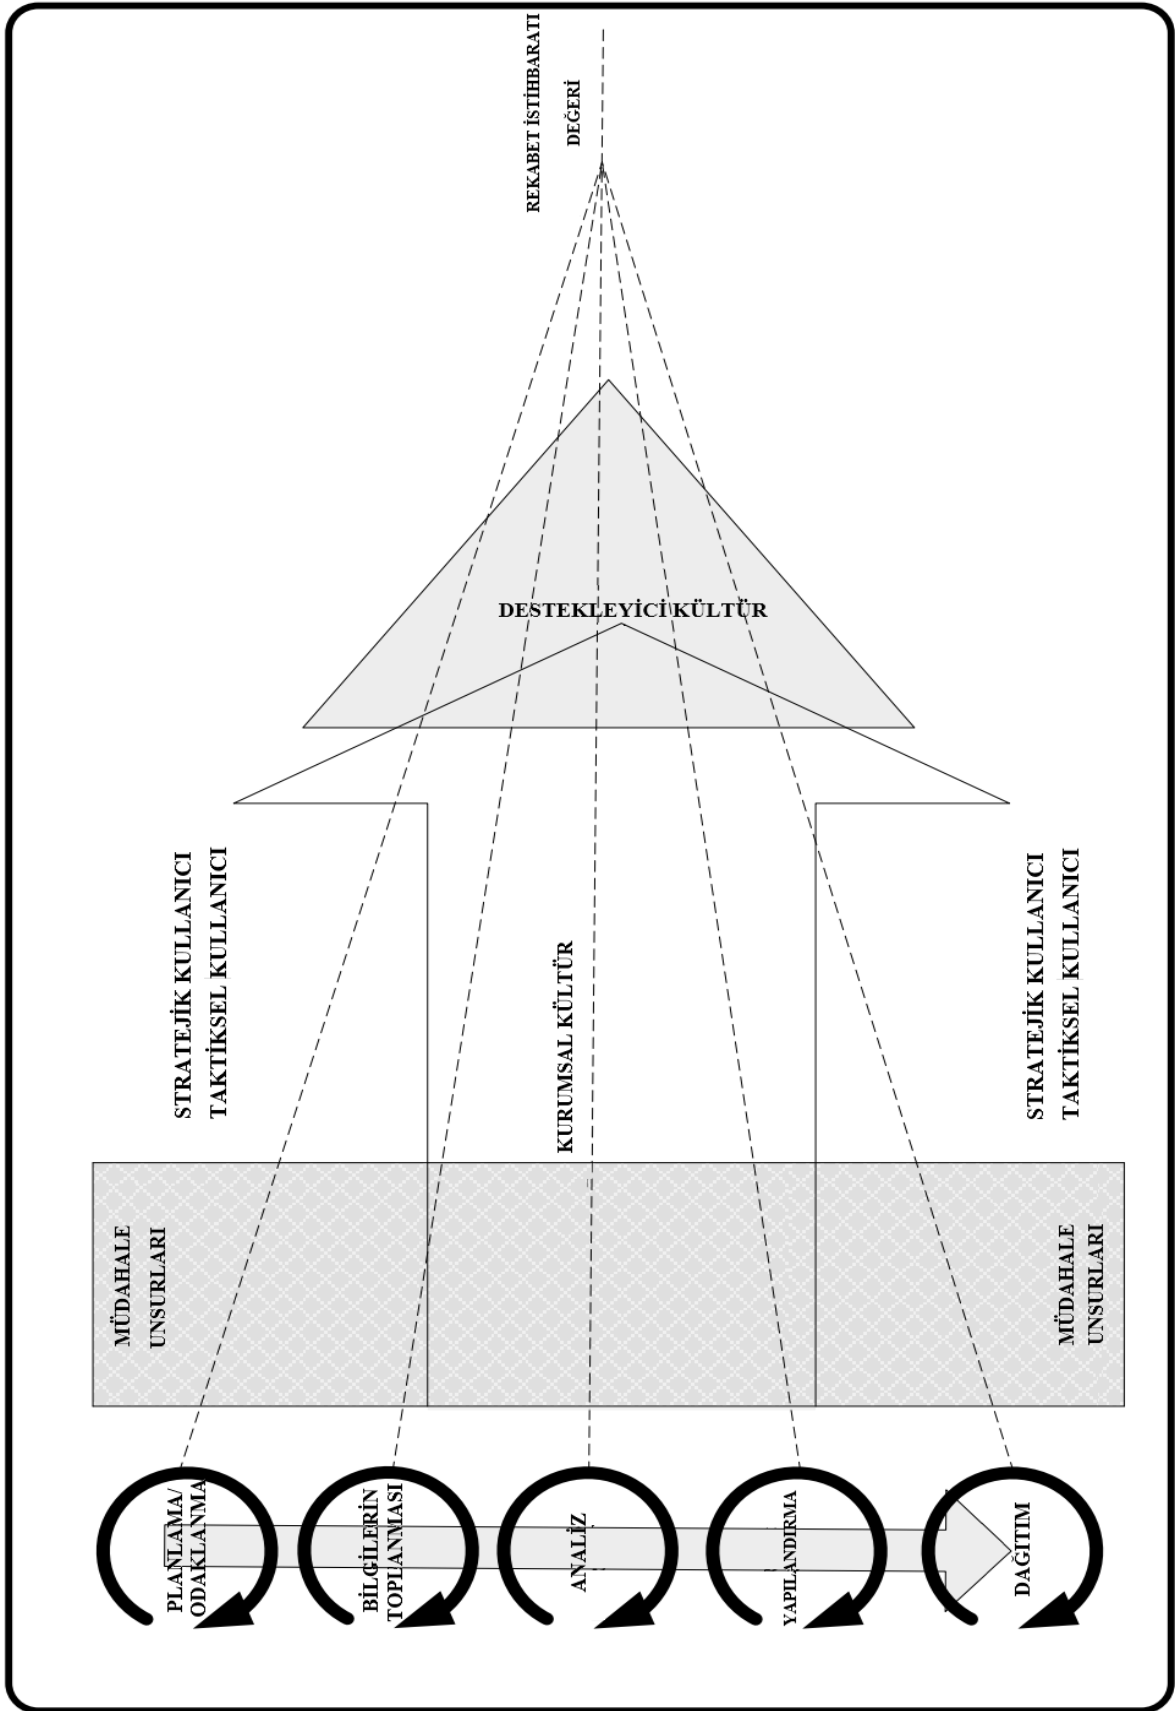 REKABET İSTİHBARATI
DEĞERİ
DESTEKLEYİCİ KÜLTÜR
STRATEJİK KULLANICI
TAKTİKSEL KULLANICI
KURUMSAL KÜLTÜR
STRATEJİK KULLANICI
TAKTİKSEL KULLANICI
MÜDAHALE
UNSURLARI
MÜDAHALE
UNSURLARI
PLANLAMA/
ODAKLANMA
BİLGİLERİN
TOPLANMASI
ANALİZ
YAPILANDIRMA
DAĞITIM